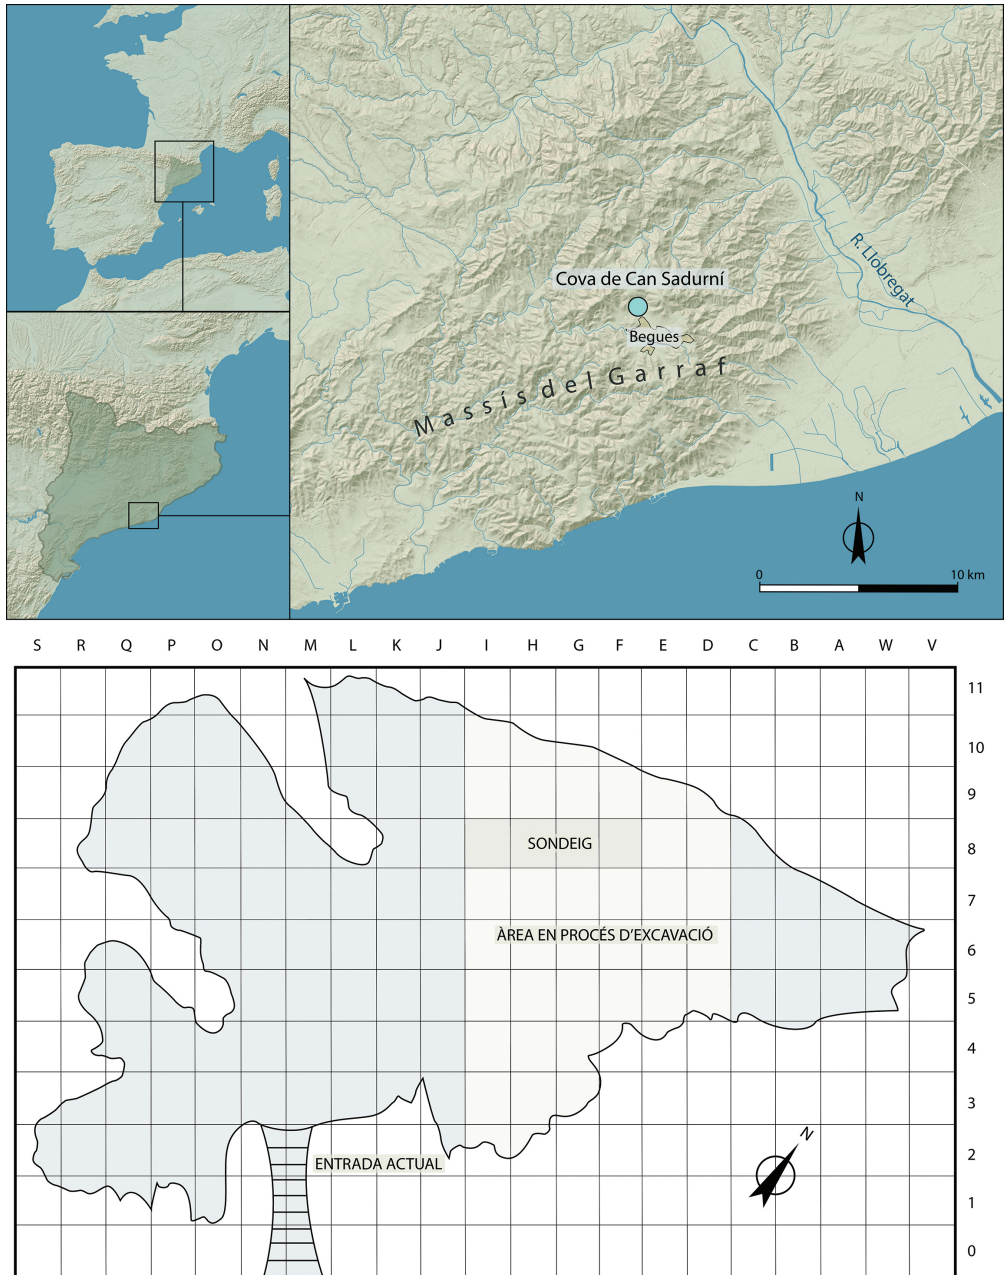 R. Llobregat
Cova de Can Sadurní
Begues
Massís del Garraf
N
0 10 km
S R Q P O N M L K J I H G F E D C B A W V
11
10
9
SONDEIG
8
7
ÀREA EN PROCÉS D'EXCAVACIÓ
6
5
4
3
N
ENTRADA ACTUAL
2
1
0